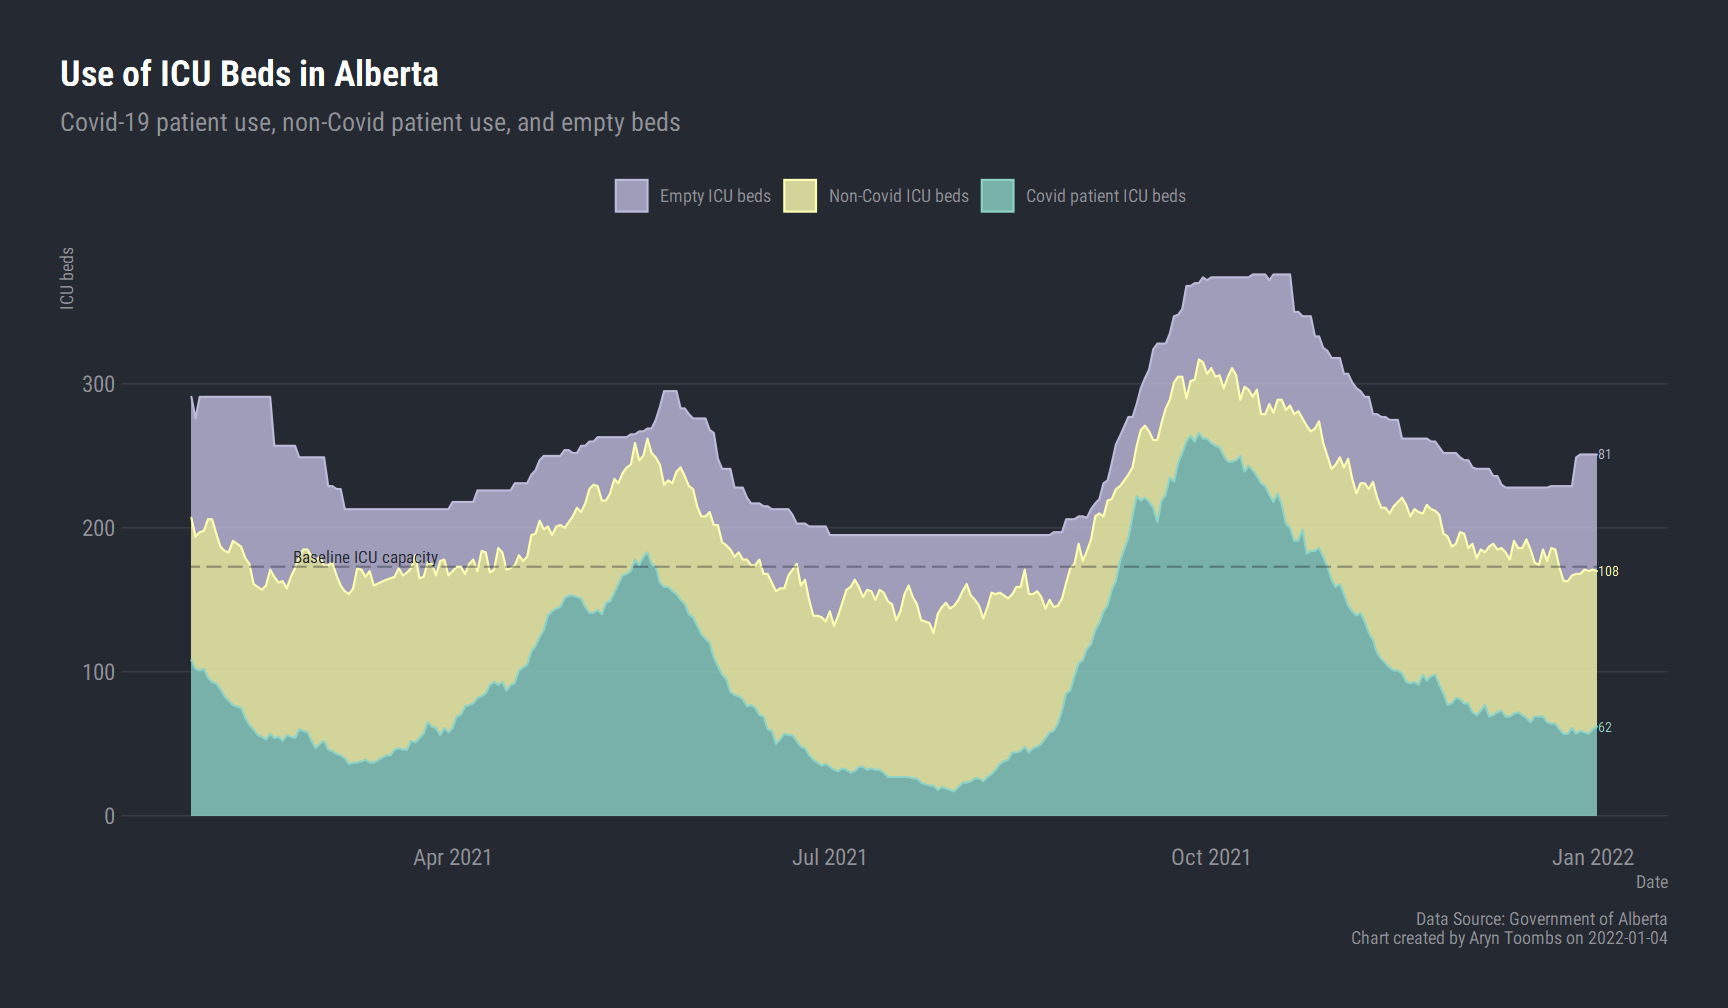 Use of ICU Beds in Alberta
Covid-19 patient use, non-Covid patient use, and empty beds
Empty ICU beds
Non-Covid ICU beds
Covid patient ICU beds
ICU beds
300
200
100
0
Baseline ICU capacity
81
108
62
Apr 2021
Jul 2021
Oct 2021
Jan 2022
Date
Data Source: Government of Alberta
Chart created by Aryn Toombs on 2022-01-04